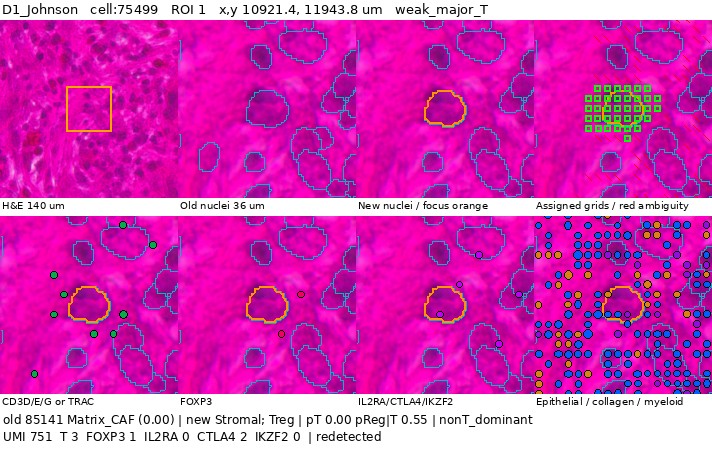 D1_Johnson cell:75499 ROI 1 x,y 10921.4, 11943.8 um weak_major_T
H&E 140 um
Old nuclei 36 um
New nuclei / focus orange
Assigned grids / red ambiguity
CD3D/E/G or TRAC
FOXP3
IL2RA/CTLA4/IKZF2
Epithelial / collagen / myeloid
old 85141 Matrix_CAF (0.00) | new Stromal; Treg | pT 0.00 pReg|T 0.55 | nonT_dominant
UMI 751 T 3 FOXP3 1 IL2RA 0 CTLA4 2 IKZF2 0 | redetected